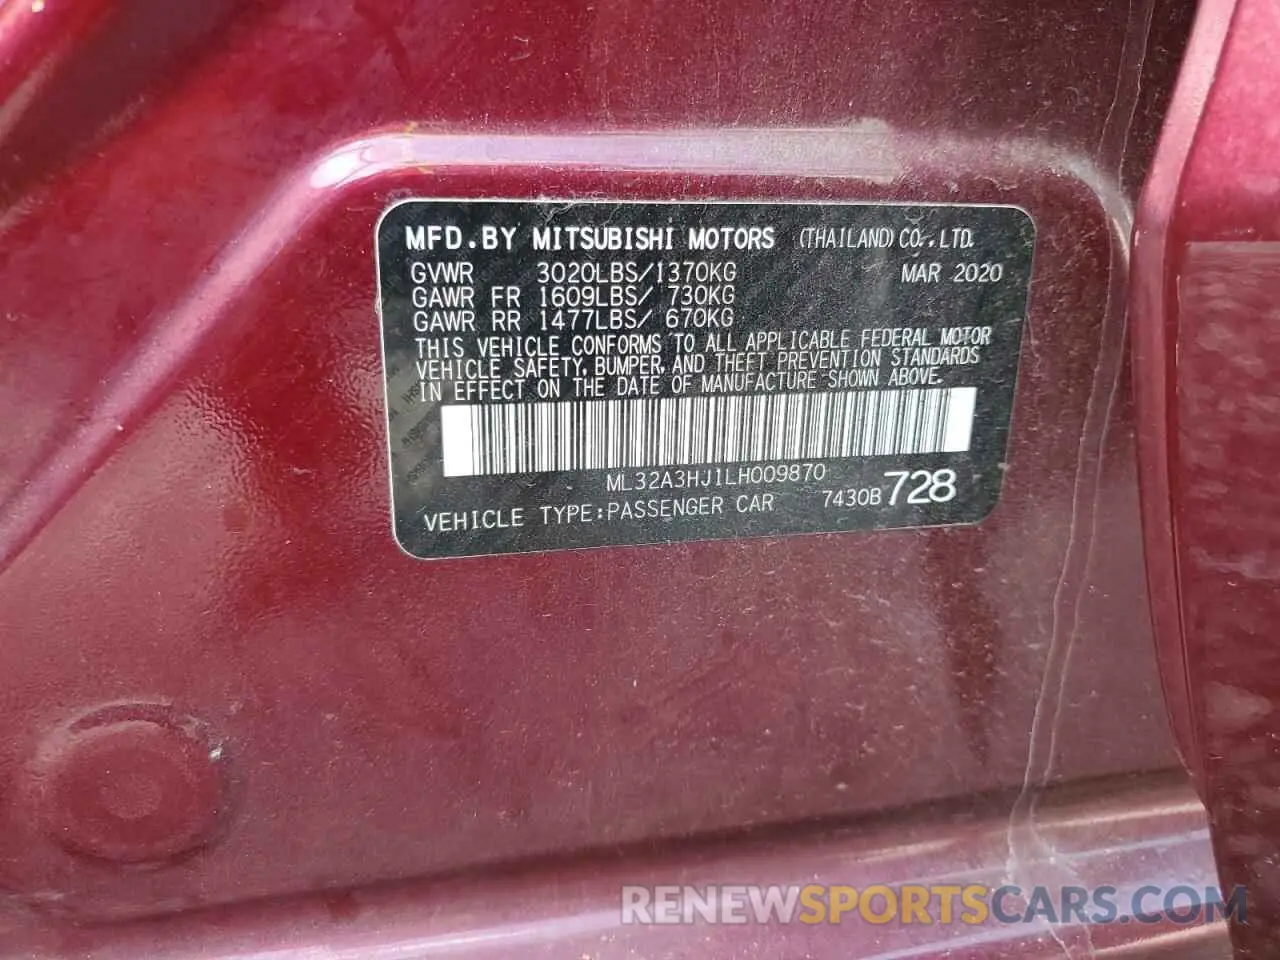 MFD.BY MITSUBISHI MOTORS (THAILAND) CO.,LTD.
GVWR 3020LBS/1370KG MAR 2020
GAWR FR 1609LBS/ 730KG
GAWR RR 1477LBS/ 670KG
THIS VEHICLE CONFORMS TO ALL APPLICABLE FEDERAL MOTOR
VEHICLE SAFETY, BUMPER, AND THEFT PREVENTION STANDARDS
IN EFFECT ON THE DATE OF MANUFACTURE SHOWN ABOVE.
ML32A3HJ1LH009870
VEHICLE TYPE:PASSENGER CAR 7430B 728
RENEWSPORTSCARS.COM